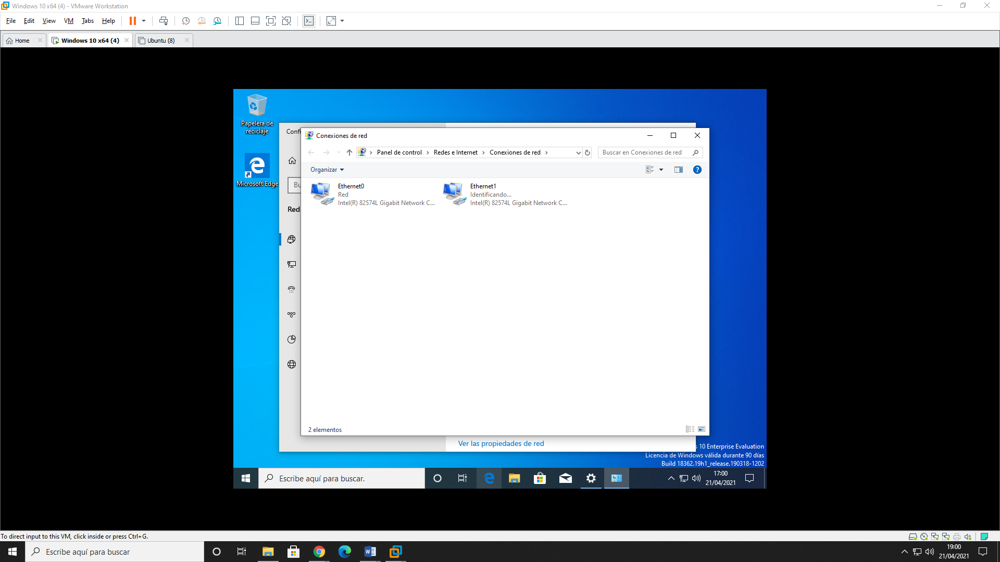 Windows 10 x64 (4) - VMware Workstation
File Edit View VM Tabs Help
Home Windows 10 x64 (4) Ubuntu (8)
Papelera de
reciclaje
Microsoft Edge
Confi
Conexiones de red
Panel de control Redes e Internet Conexiones de red
Buscar en Conexiones de red
Organizar
Bu
Red
Ethernet0
Red
Intel(R) 82574L Gigabit Network C...
Ethernet1
Identificando...
Intel(R) 82574L Gigabit Network C...
2 elementos
Ver las propiedades de red
s 10 Enterprise Evaluation
Licencia de Windows válida durante 90 días
Build 18362.19h1_release.190318-1202
Escribe aquí para buscar.
17:00
21/04/2021
To direct input to this VM, click inside or press Ctrl+G.
Escribe aquí para buscar
19:00
21/04/2021